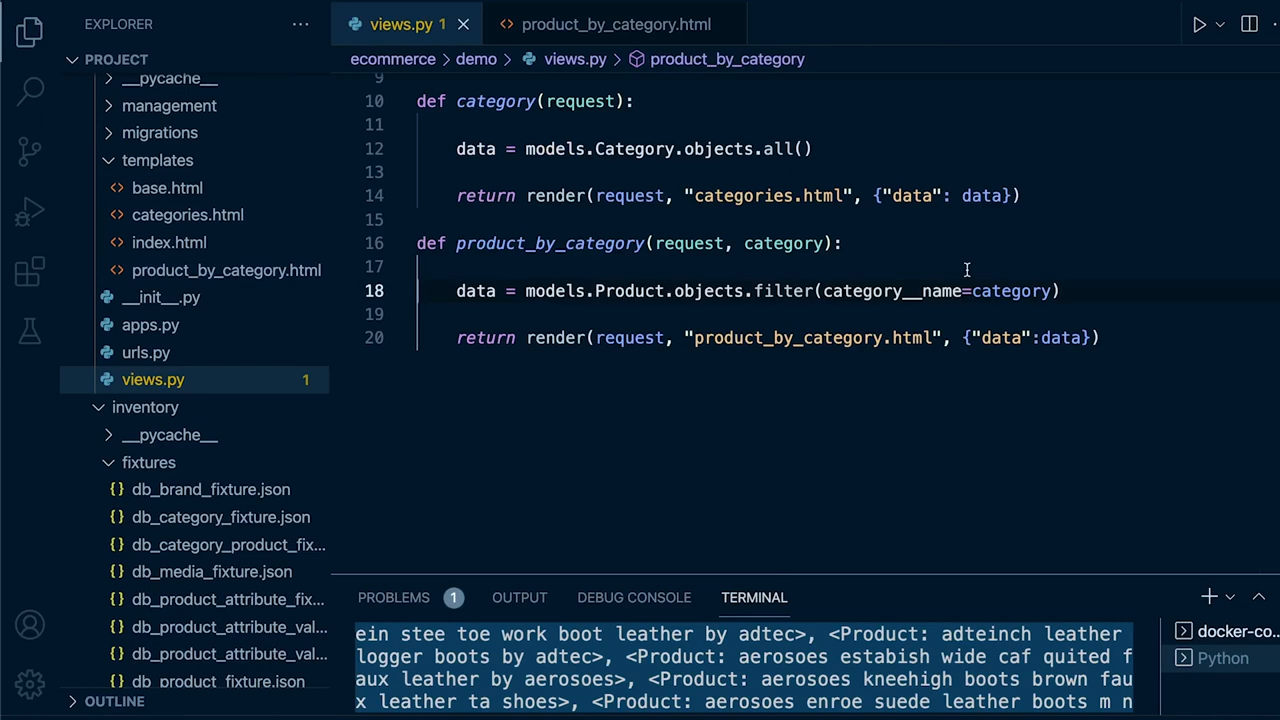 EXPLORER
PROJECT
__pycache__
management
migrations
templates
base.html
categories.html
index.html
product_by_category.html
__init__.py
apps.py
urls.py
views.py 1
inventory
__pycache__
fixtures
db_brand_fixture.json
db_category_fixture.json
db_category_product_fix...
db_media_fixture.json
db_product_attribute_fix...
db_product_attribute_val...
db_product_attribute_val...
db_product_fixture.json
OUTLINE
views.py 1
product_by_category.html
ecommerce > demo > views.py > product_by_category
9
10 def category(request):
11
12 data = models.Category.objects.all()
13
14 return render(request, "categories.html", {"data": data})
15
16 def product_by_category(request, category):
17
18 data = models.Product.objects.filter(category__name=category)
19
20 return render(request, "product_by_category.html", {"data":data})
PROBLEMS 1 OUTPUT DEBUG CONSOLE TERMINAL
ein stee toe work boot leather by adtec>, <Product: adteinch leather
logger boots by adtec>, <Product: aerosoes estabish wide caf quited f
aux leather by aerosoes>, <Product: aerosoes kneehigh boots brown fau
x leather ta shoes>, <Product: aerosoes enroe suede leather boots m n
docker-co...
Python